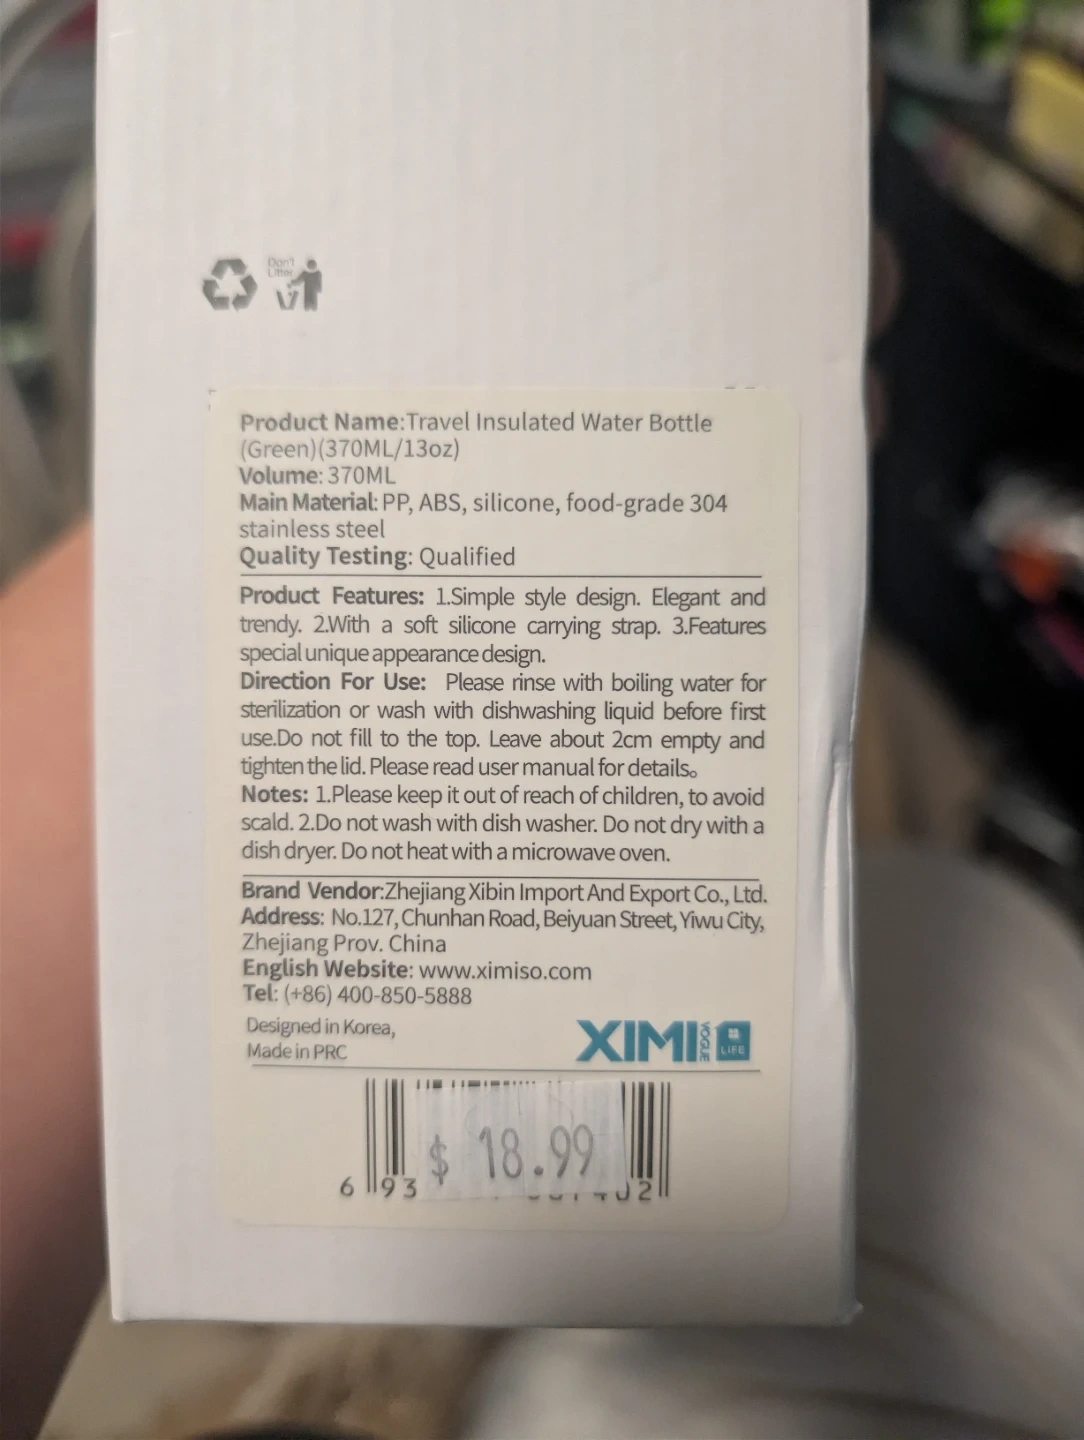 Don't
Litter
Product Name:Travel Insulated Water Bottle
(Green)(370ML/13oz)
Volume: 370ML
Main Material: PP, ABS, silicone, food-grade 304
stainless steel
Quality Testing: Qualified
Product Features: 1.Simple style design. Elegant and
trendy. 2.With a soft silicone carrying strap. 3.Features
special unique appearance design.
Direction For Use: Please rinse with boiling water for
sterilization or wash with dishwashing liquid before first
use.Do not fill to the top. Leave about 2cm empty and
tighten the lid. Please read user manual for details。
Notes: 1.Please keep it out of reach of children, to avoid
scald. 2.Do not wash with dish washer. Do not dry with a
dish dryer. Do not heat with a microwave oven.
Brand Vendor:Zhejiang Xibin Import And Export Co., Ltd.
Address: No.127, Chunhan Road, Beiyuan Street, Yiwu City,
Zhejiang Prov. China
English Website: www.ximiso.com
Tel: (+86) 400-850-5888
Designed in Korea,
Made in PRC
XIMI VOGUE LIFE
$ 18.99
6 93